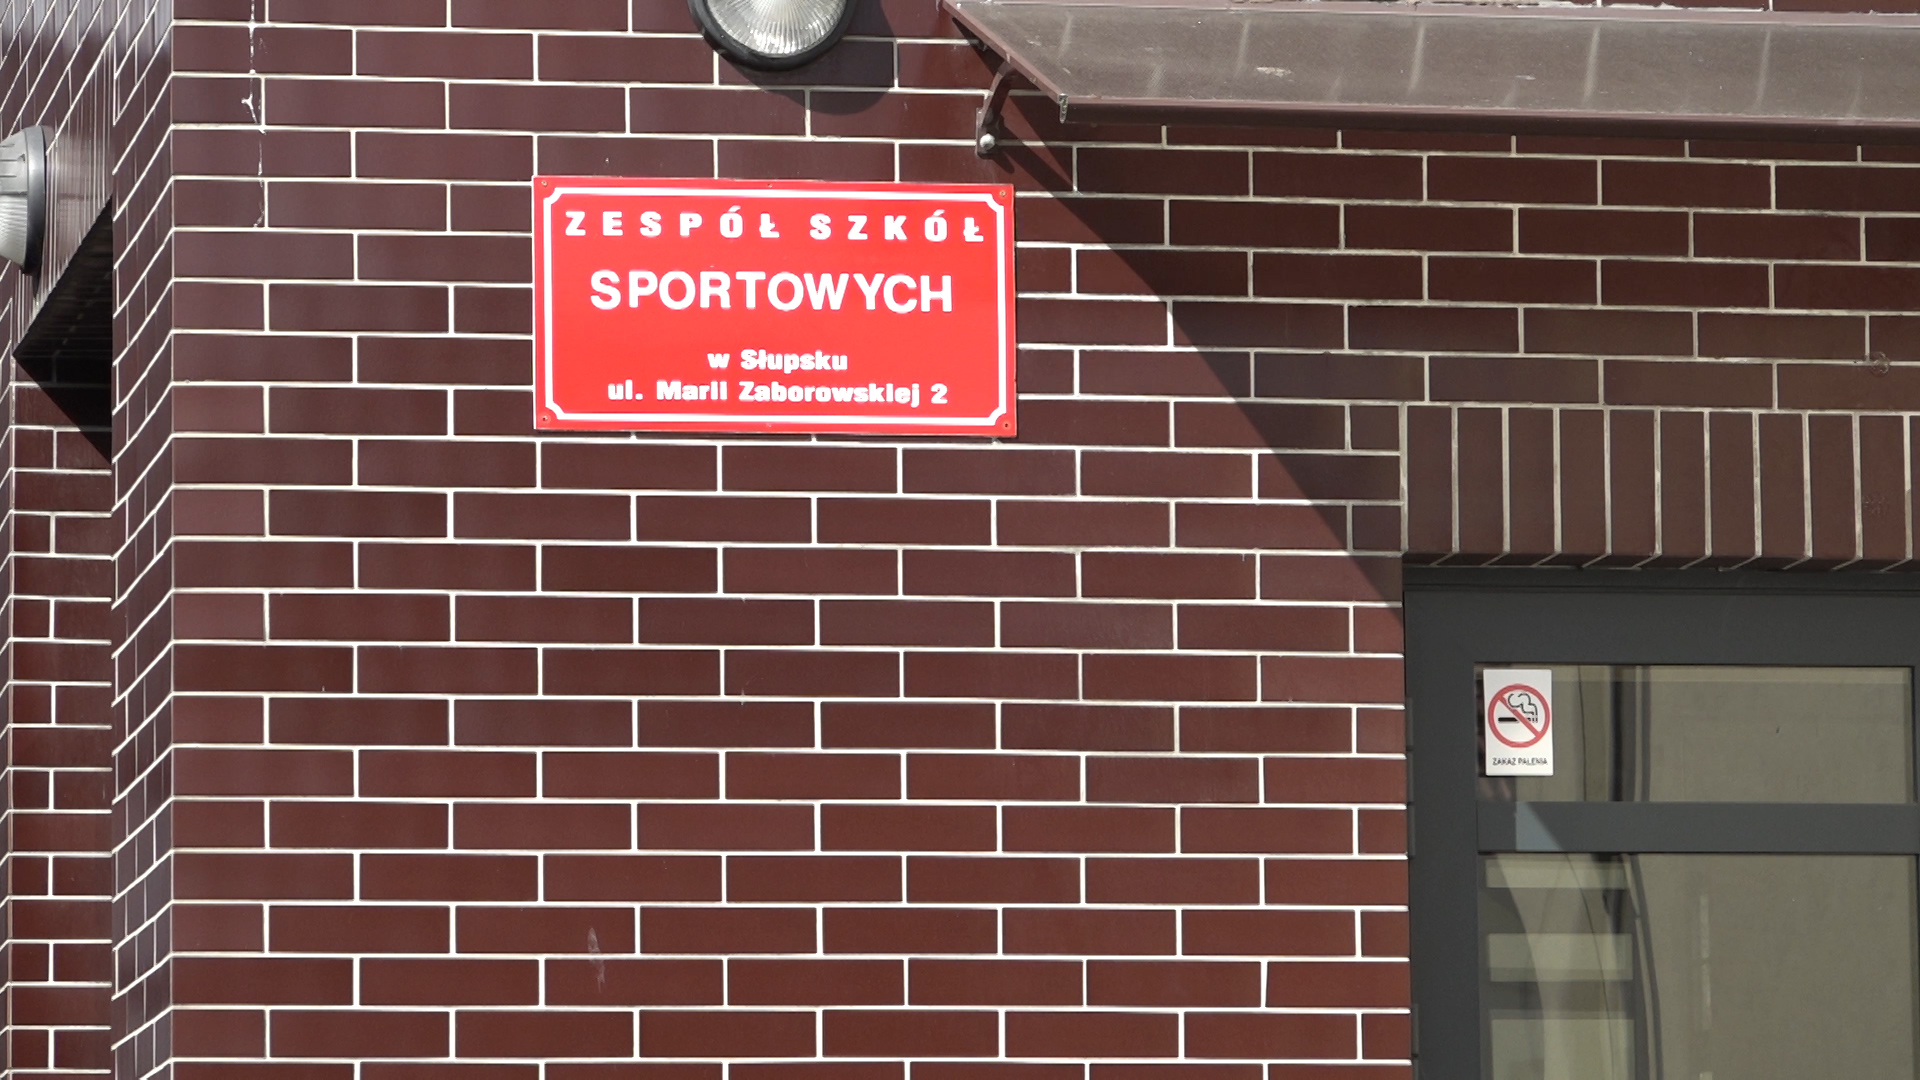 ZESPÓŁ SZKÓŁ
SPORTOWYCH
w Słupsku
ul. Marii Zaborowskiej 2
ZAKAZ PALENIA